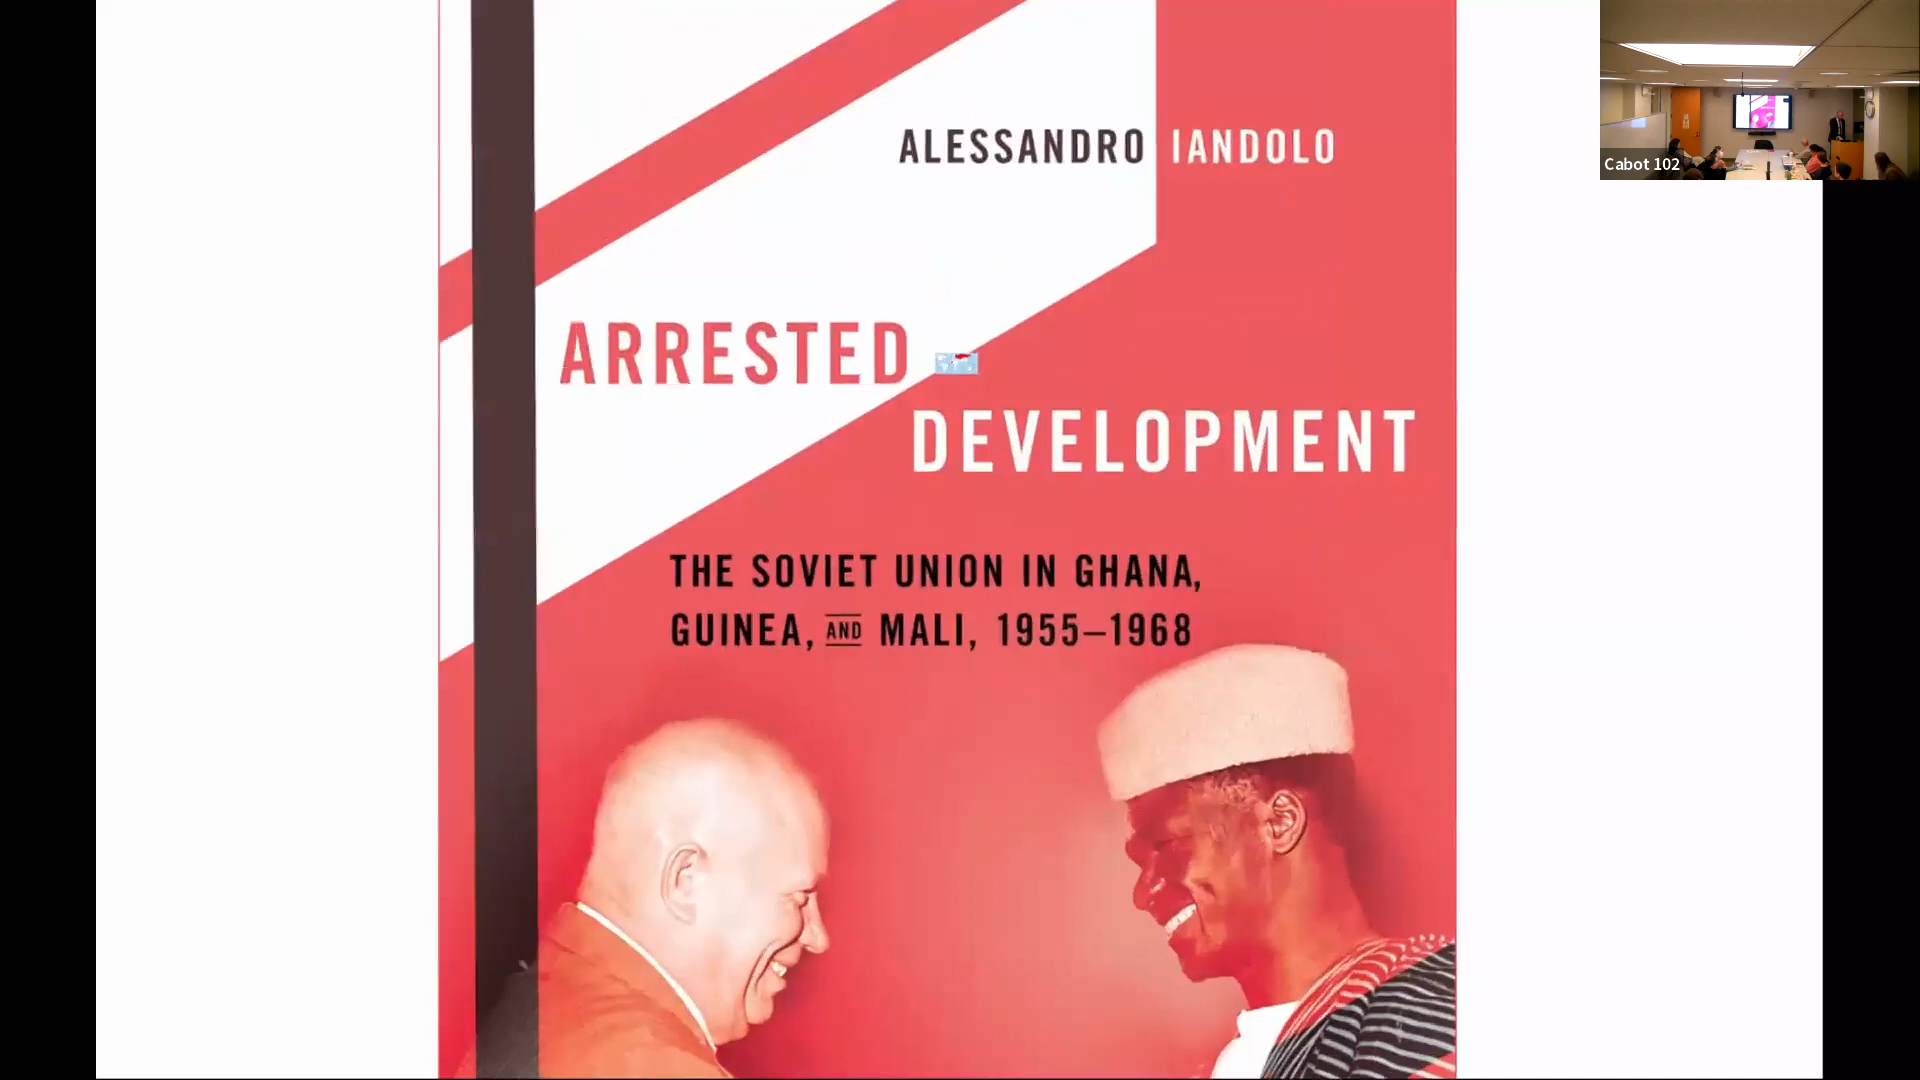 ALESSANDRO IANDOLO
ARRESTED
DEVELOPMENT
THE SOVIET UNION IN GHANA,
GUINEA, AND MALI, 1955–1968
Cabot 102